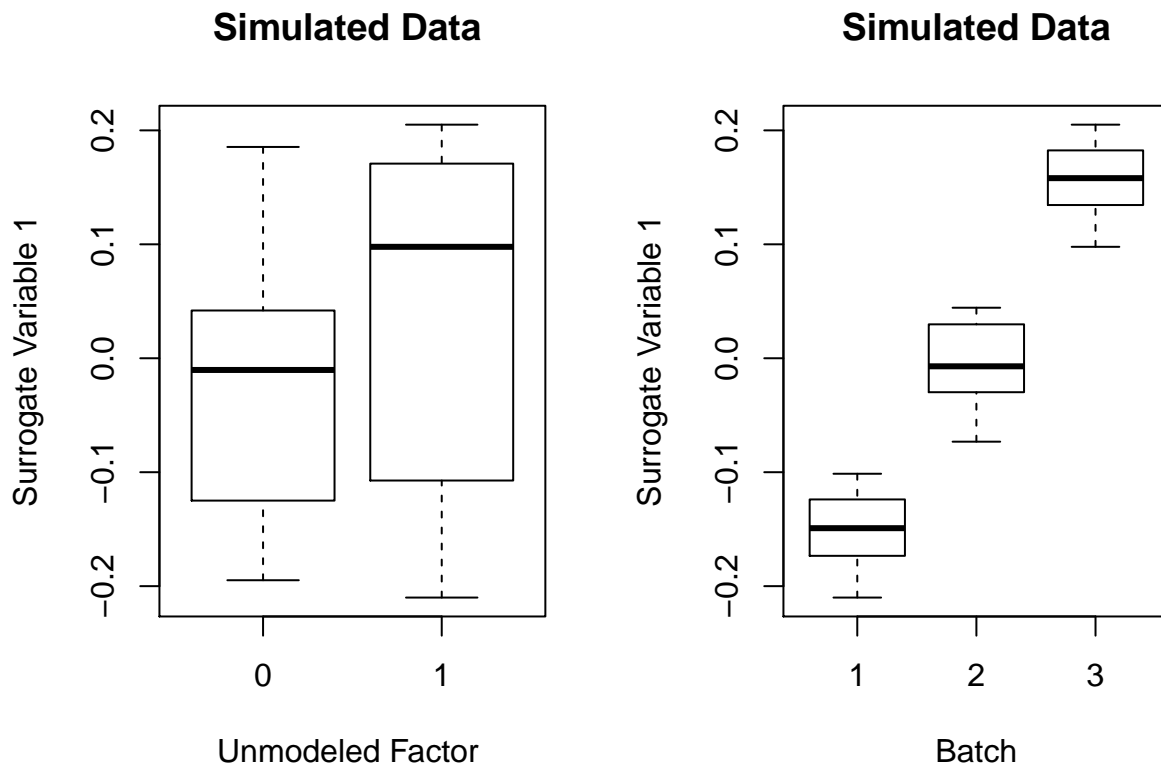 Simulated Data
Surrogate Variable 1
0.2
0.1
0.0
−0.1
−0.2
0 1
Unmodeled Factor
Simulated Data
Surrogate Variable 1
0.2
0.1
0.0
−0.1
−0.2
1 2 3
Batch